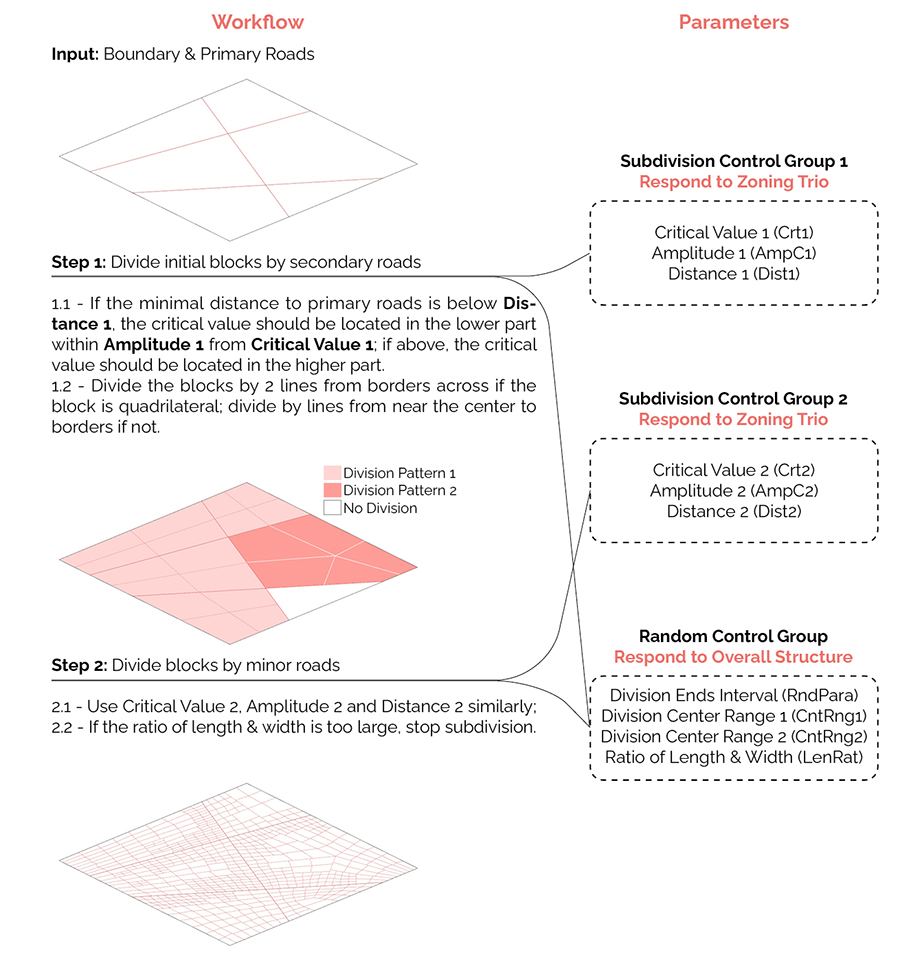 Workflow
Input: Boundary & Primary Roads
Step 1: Divide initial blocks by secondary roads
1.1 - If the minimal distance to primary roads is below Dis-
tance 1, the critical value should be located in the lower part
within Amplitude 1 from Critical Value 1; if above, the critical
value should be located in the higher part.
1.2 - Divide the blocks by 2 lines from borders across if the
block is quadrilateral; divide by lines from near the center to
borders if not.
Division Pattern 1
Division Pattern 2
No Division
Step 2: Divide blocks by minor roads
2.1 - Use Critical Value 2, Amplitude 2 and Distance 2 similarly;
2.2 - If the ratio of length & width is too large, stop subdivision.
Parameters
Subdivision Control Group 1
Respond to Zoning Trio
Critical Value 1 (Crt1)
Amplitude 1 (AmpC1)
Distance 1 (Dist1)
Subdivision Control Group 2
Respond to Zoning Trio
Critical Value 2 (Crt2)
Amplitude 2 (AmpC2)
Distance 2 (Dist2)
Random Control Group
Respond to Overall Structure
Division Ends Interval (RndPara)
Division Center Range 1 (CntRng1)
Division Center Range 2 (CntRng2)
Ratio of Length & Width (LenRat)